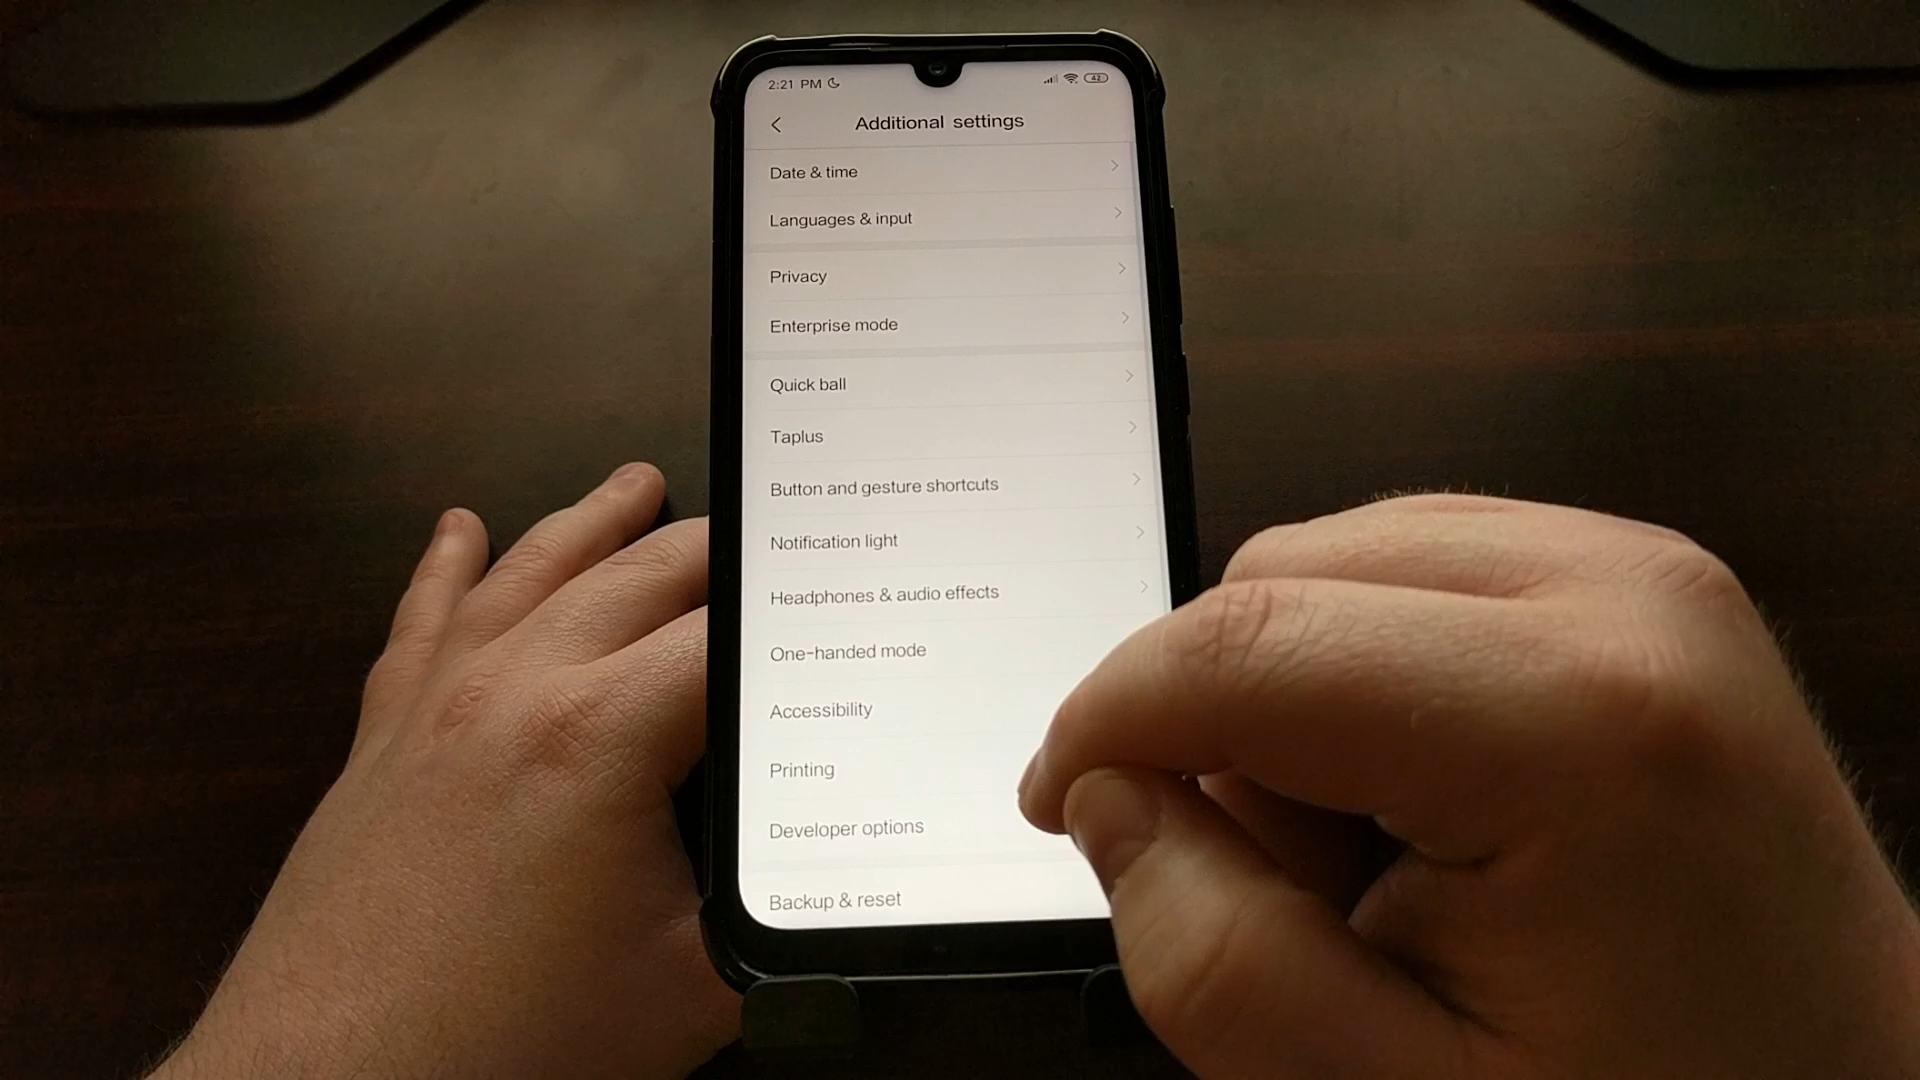 2:21 PM
42
Additional settings
Date & time
Languages & input
Privacy
Enterprise mode
Quick ball
Taplus
Button and gesture shortcuts
Notification light
Headphones & audio effects
One-handed mode
Accessibility
Printing
Developer options
Backup & reset